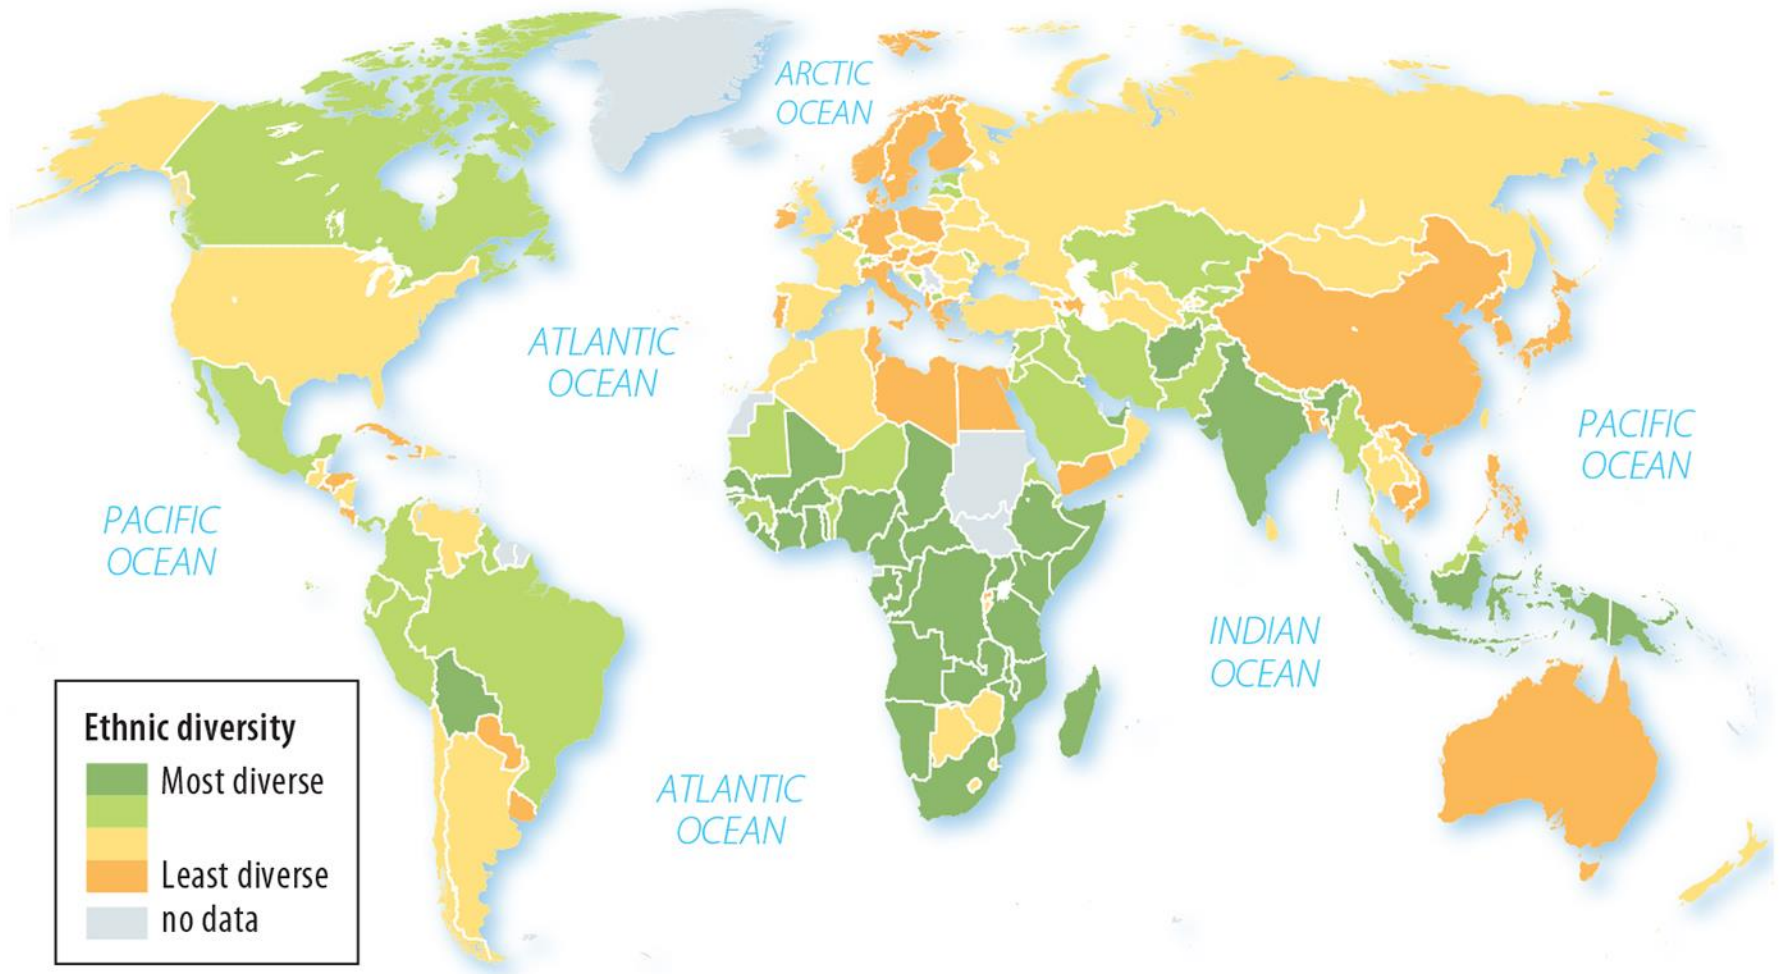 ARCTIC
OCEAN
ATLANTIC
OCEAN
PACIFIC
OCEAN
PACIFIC
OCEAN
INDIAN
OCEAN
ATLANTIC
OCEAN
Ethnic diversity
Most diverse
Least diverse
no data